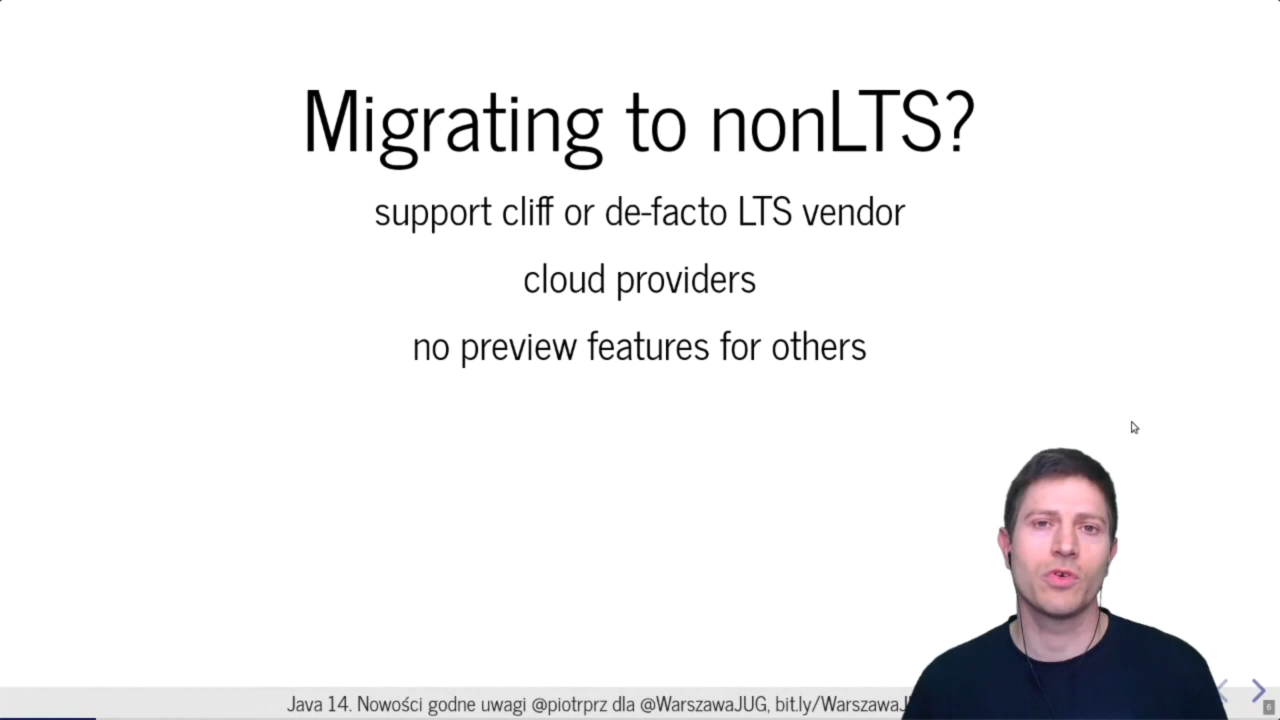 Migrating to nonLTS?
support cliff or de-facto LTS vendor
cloud providers
no preview features for others
Java 14. Nowości godne uwagi @piotrprz dla @WarszawaJUG, bit.ly/WarszawaJ
6